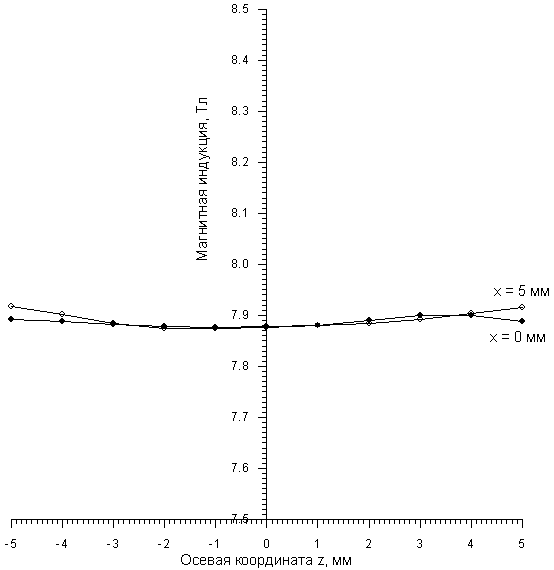 8.5
8.4
8.3
8.2
8.1
8.0
7.9
7.8
7.7
7.6
7.5
Магнитная индукция, Тл
x = 5 мм
x = 0 мм
-5 -4 -3 -2 -1 0 1 2 3 4 5
Осевая координата z, мм